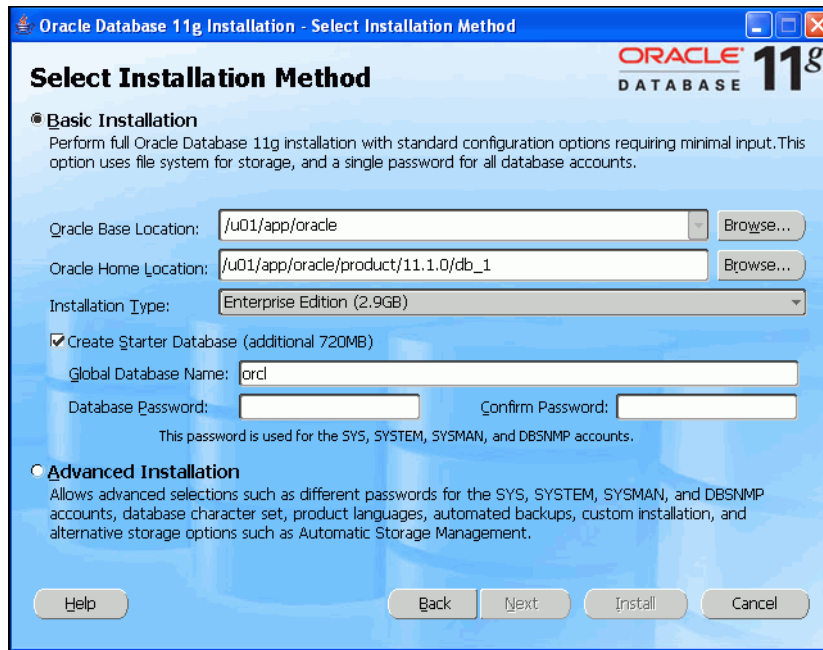 Oracle Database 11g Installation - Select Installation Method
Select Installation Method
ORACLE
DATABASE 11g
Basic Installation
Perform full Oracle Database 11g installation with standard configuration options requiring minimal input.This
option uses file system for storage, and a single password for all database accounts.
Oracle Base Location: /u01/app/oracle Browse...
Oracle Home Location: /u01/app/oracle/product/11.1.0/db_1 Browse...
Installation Type: Enterprise Edition (2.9GB)
Create Starter Database (additional 720MB)
Global Database Name: orcl
Database Password: Confirm Password:
This password is used for the SYS, SYSTEM, SYSMAN, and DBSNMP accounts.
Advanced Installation
Allows advanced selections such as different passwords for the SYS, SYSTEM, SYSMAN, and DBSNMP
accounts, database character set, product languages, automated backups, custom installation, and
alternative storage options such as Automatic Storage Management.
Help Back Next Install Cancel